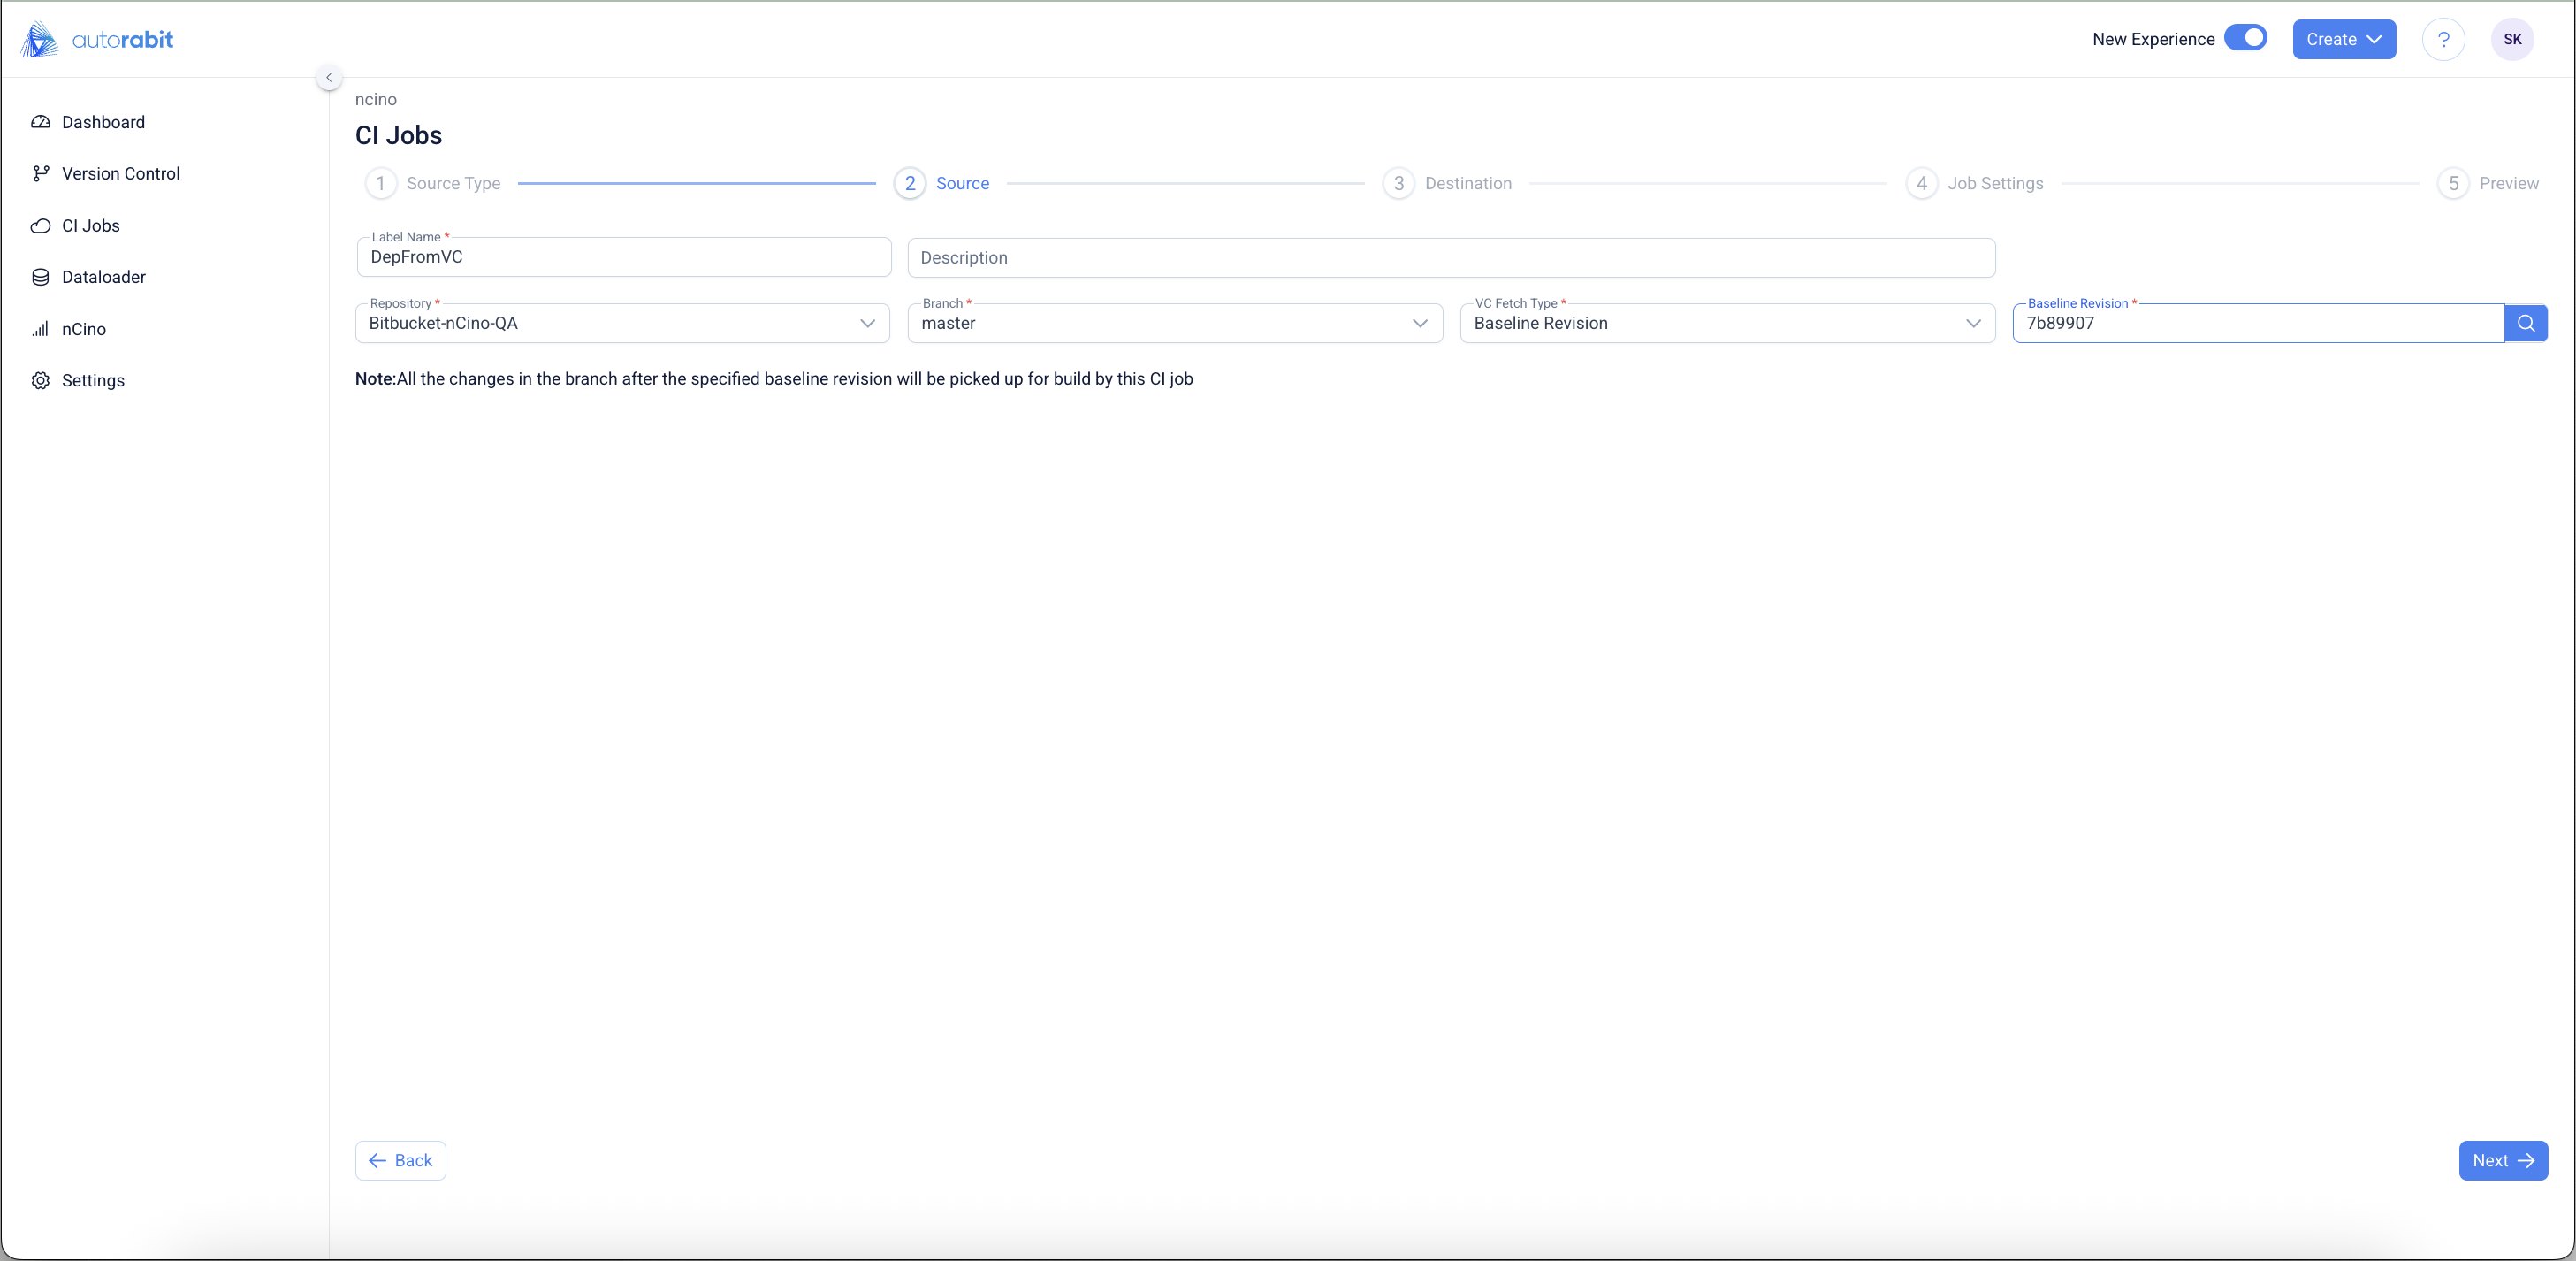 autorabit
New Experience
Create
?
SK
Dashboard
Version Control
CI Jobs
Dataloader
nCino
Settings
ncino
CI Jobs
1 Source Type
2 Source
3 Destination
4 Job Settings
5 Preview
Label Name *
DepFromVC
Description
Repository *
Bitbucket-nCino-QA
Branch *
master
VC Fetch Type *
Baseline Revision
Baseline Revision *
7b89907
Note:All the changes in the branch after the specified baseline revision will be picked up for build by this CI job
Back
Next